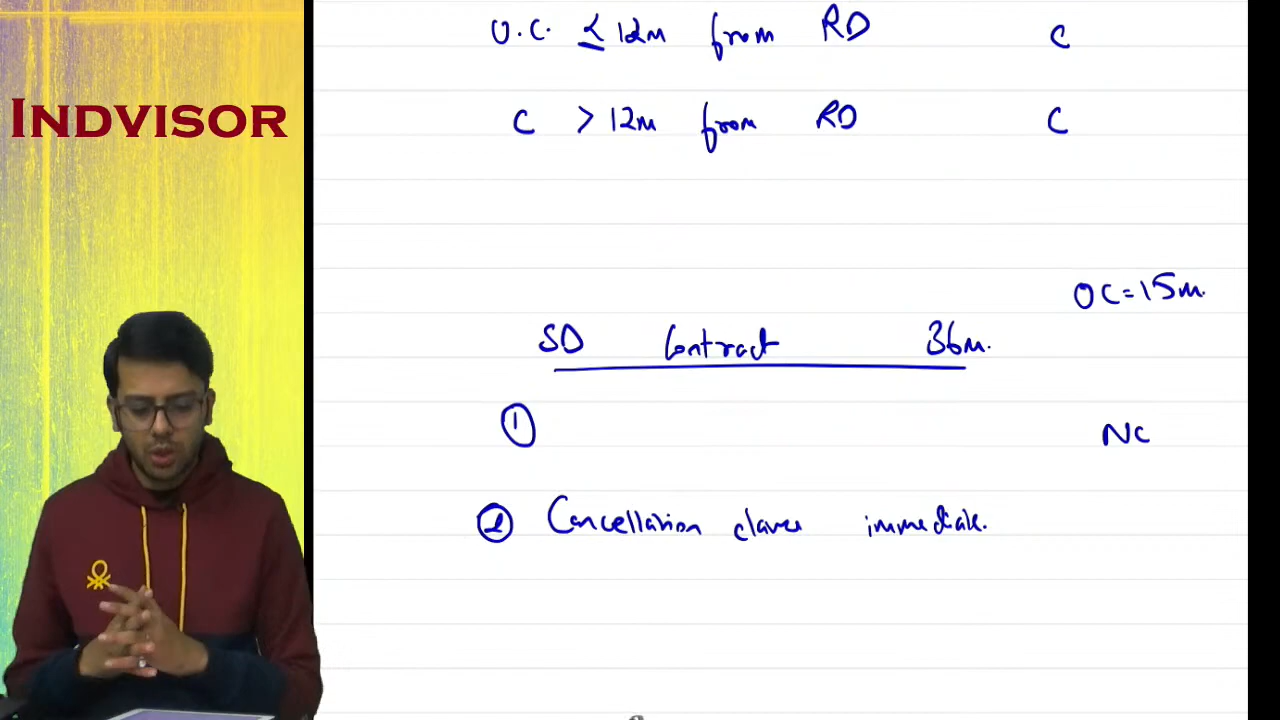 INDVISOR
O.C. ≤ 12m from RD C
C > 12m from RD C
OC = 15m.
SD Contract 36m.
① NC
② Cancellation clause immediate.